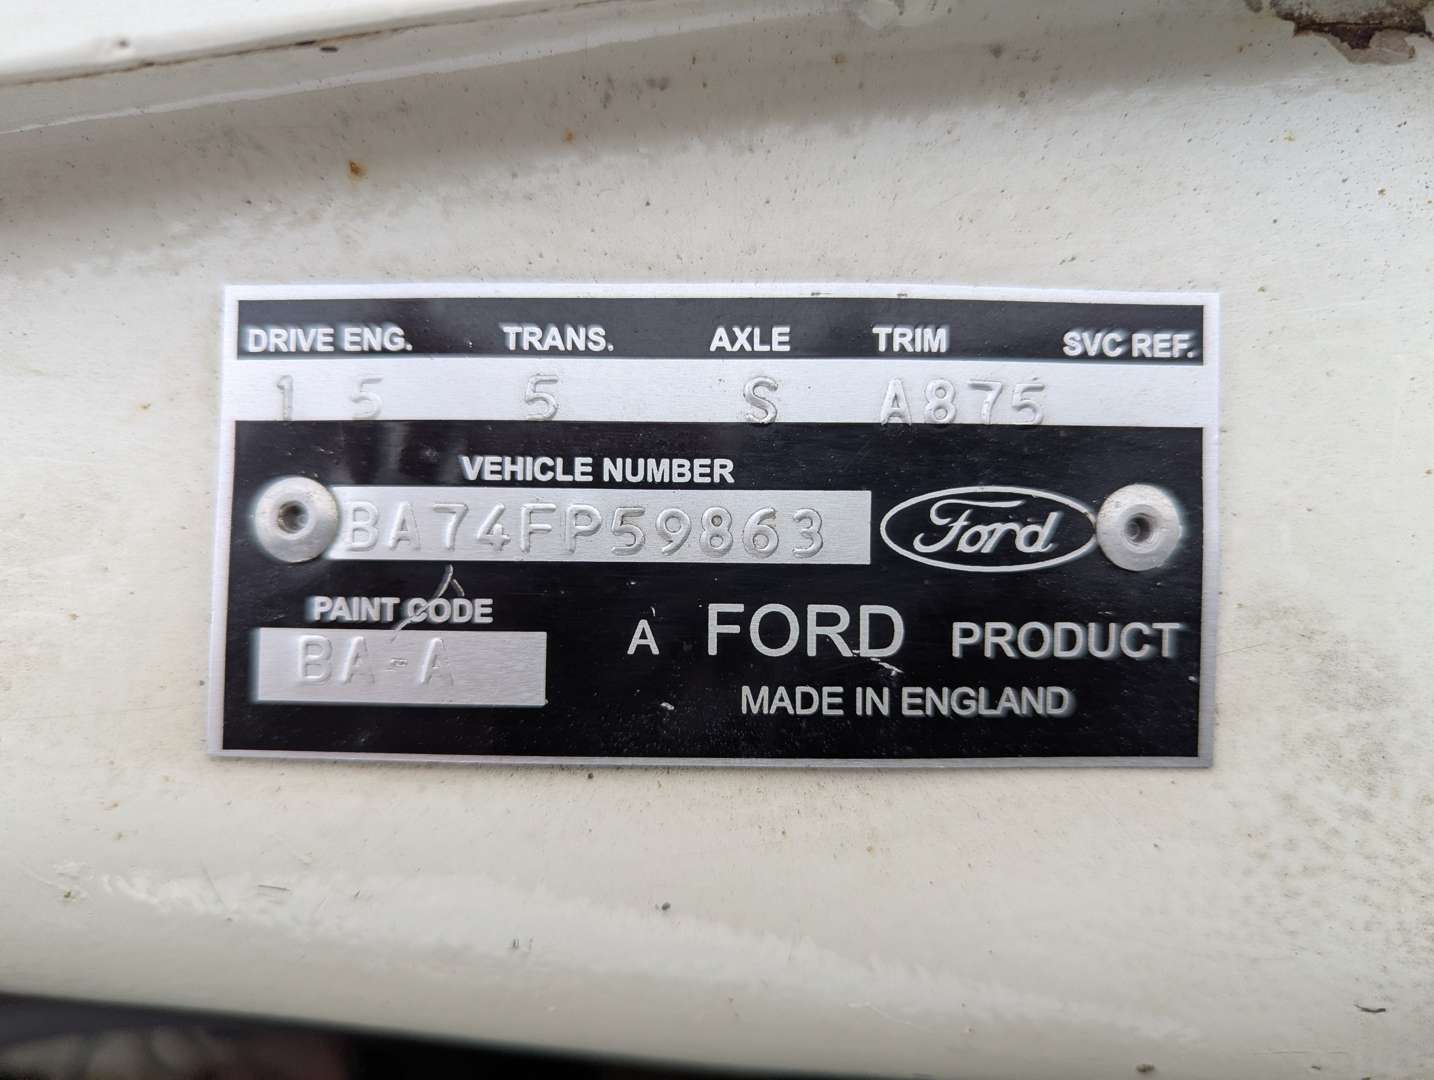 DRIVE ENG. TRANS. AXLE TRIM SVC REF.
1 5 5 S A875
VEHICLE NUMBER
BA74FP59863
Ford
PAINT CODE
BA-A
A FORD PRODUCT
MADE IN ENGLAND